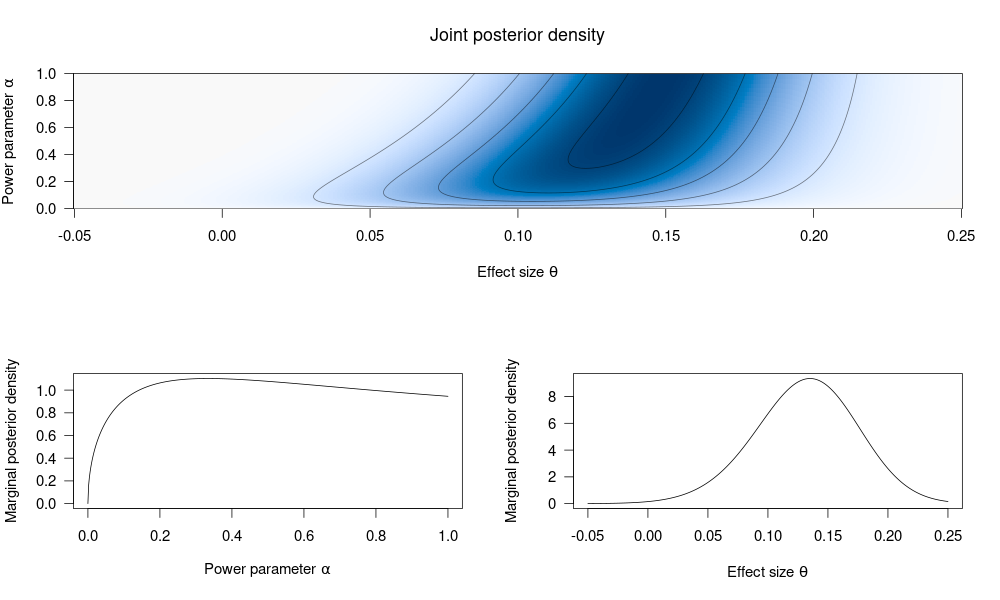 Joint posterior density
Power parameter α
1.0
0.8
0.6
0.4
0.2
0.0
-0.05 0.00 0.05 0.10 0.15 0.20 0.25
Effect size θ
Marginal posterior density
1.0
0.8
0.6
0.4
0.2
0.0
0.0 0.2 0.4 0.6 0.8 1.0
Power parameter α
Marginal posterior density
8
6
4
2
0
-0.05 0.00 0.05 0.10 0.15 0.20 0.25
Effect size θ